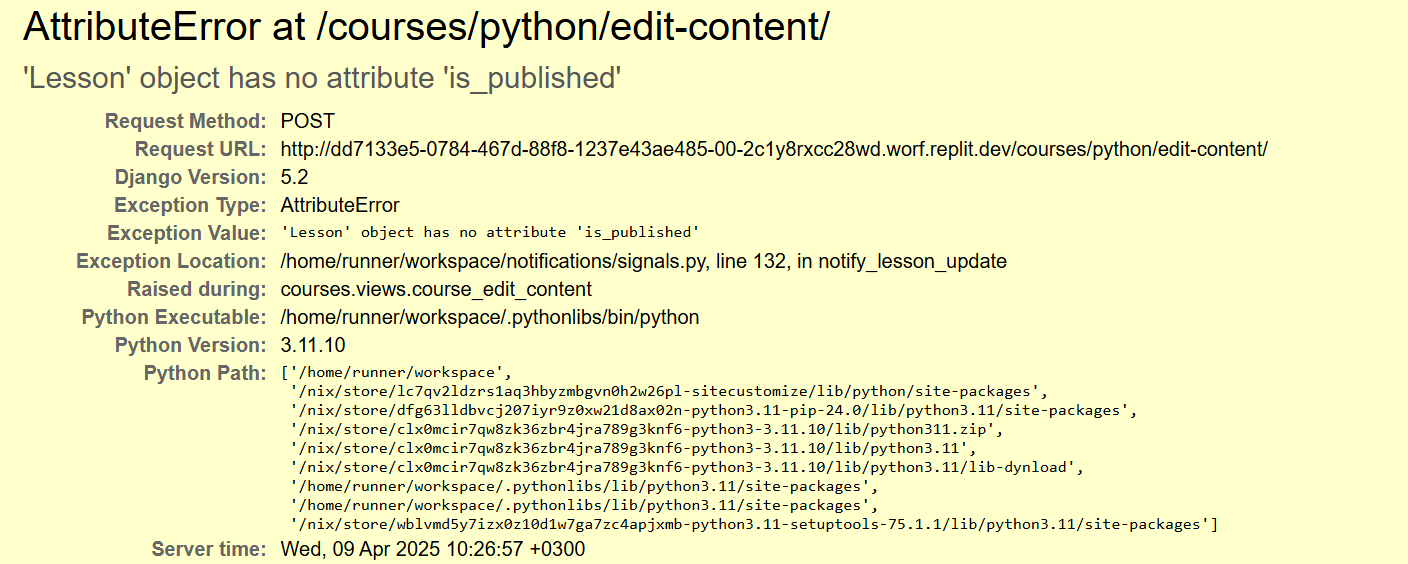 AttributeError at /courses/python/edit-content/
'Lesson' object has no attribute 'is_published'
Request Method: POST
Request URL: http://dd7133e5-0784-467d-88f8-1237e43ae485-00-2c1y8rxcc28wd.worf.replit.dev/courses/python/edit-content/
Django Version: 5.2
Exception Type: AttributeError
Exception Value: 'Lesson' object has no attribute 'is_published'
Exception Location: /home/runner/workspace/notifications/signals.py, line 132, in notify_lesson_update
Raised during: courses.views.course_edit_content
Python Executable: /home/runner/workspace/.pythonlibs/bin/python
Python Version: 3.11.10
Python Path: ['/home/runner/workspace',
'/nix/store/lc7qv2ldzrs1aq3hbyzmbgvn0h2w26pl-sitecustomize/lib/python/site-packages',
'/nix/store/dfg63lldbvcj207iyr9z0xw21d8ax02n-python3.11-pip-24.0/lib/python3.11/site-packages',
'/nix/store/clx0mcir7qw8zk36zbr4jra789g3knf6-python3-3.11.10/lib/python311.zip',
'/nix/store/clx0mcir7qw8zk36zbr4jra789g3knf6-python3-3.11.10/lib/python3.11',
'/nix/store/clx0mcir7qw8zk36zbr4jra789g3knf6-python3-3.11.10/lib/python3.11/lib-dynload',
'/home/runner/workspace/.pythonlibs/lib/python3.11/site-packages',
'/home/runner/workspace/.pythonlibs/lib/python3.11/site-packages',
'/nix/store/wblvmd5y7izx0z10d1w7ga7zc4apjxmb-python3.11-setuptools-75.1.1/lib/python3.11/site-packages']
Server time: Wed, 09 Apr 2025 10:26:57 +0300